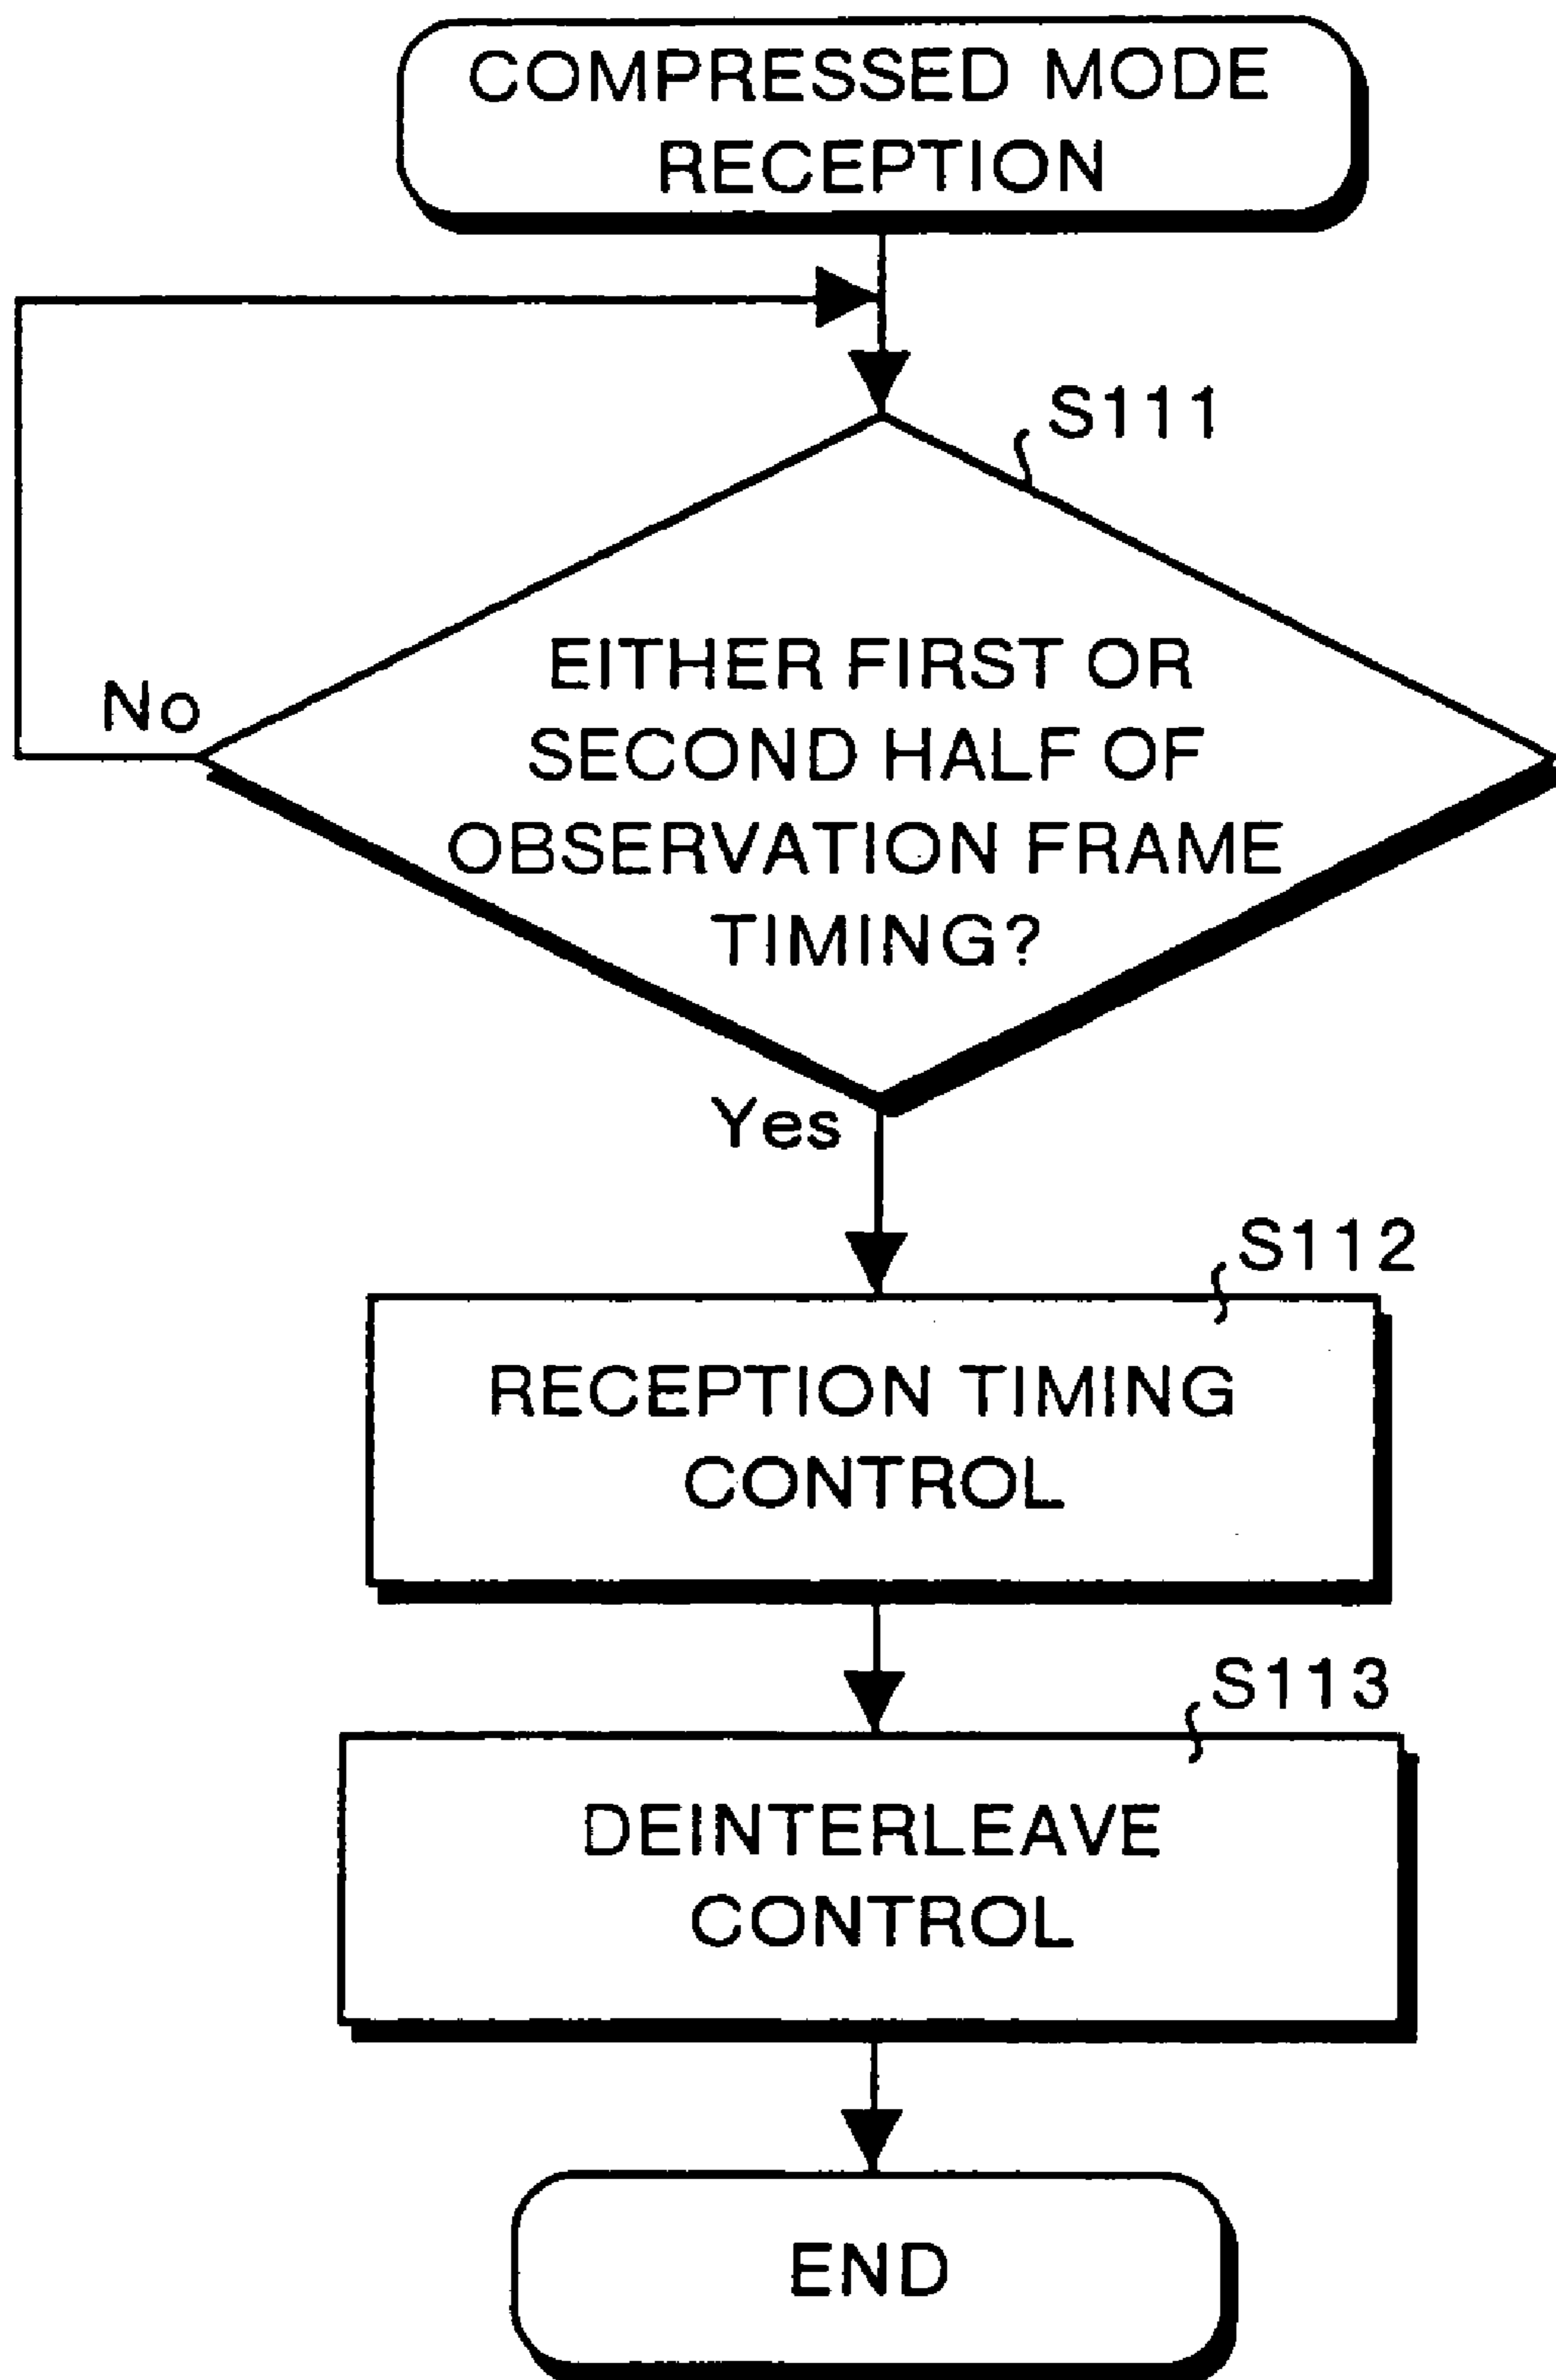 COMPRESSED MODE
RECEPTION
S111
EITHER FIRST OR
SECOND HALF OF
OBSERVATION FRAME
TIMING?
No
Yes
S112
RECEPTION TIMING
CONTROL
S113
DEINTERLEAVE
CONTROL
END